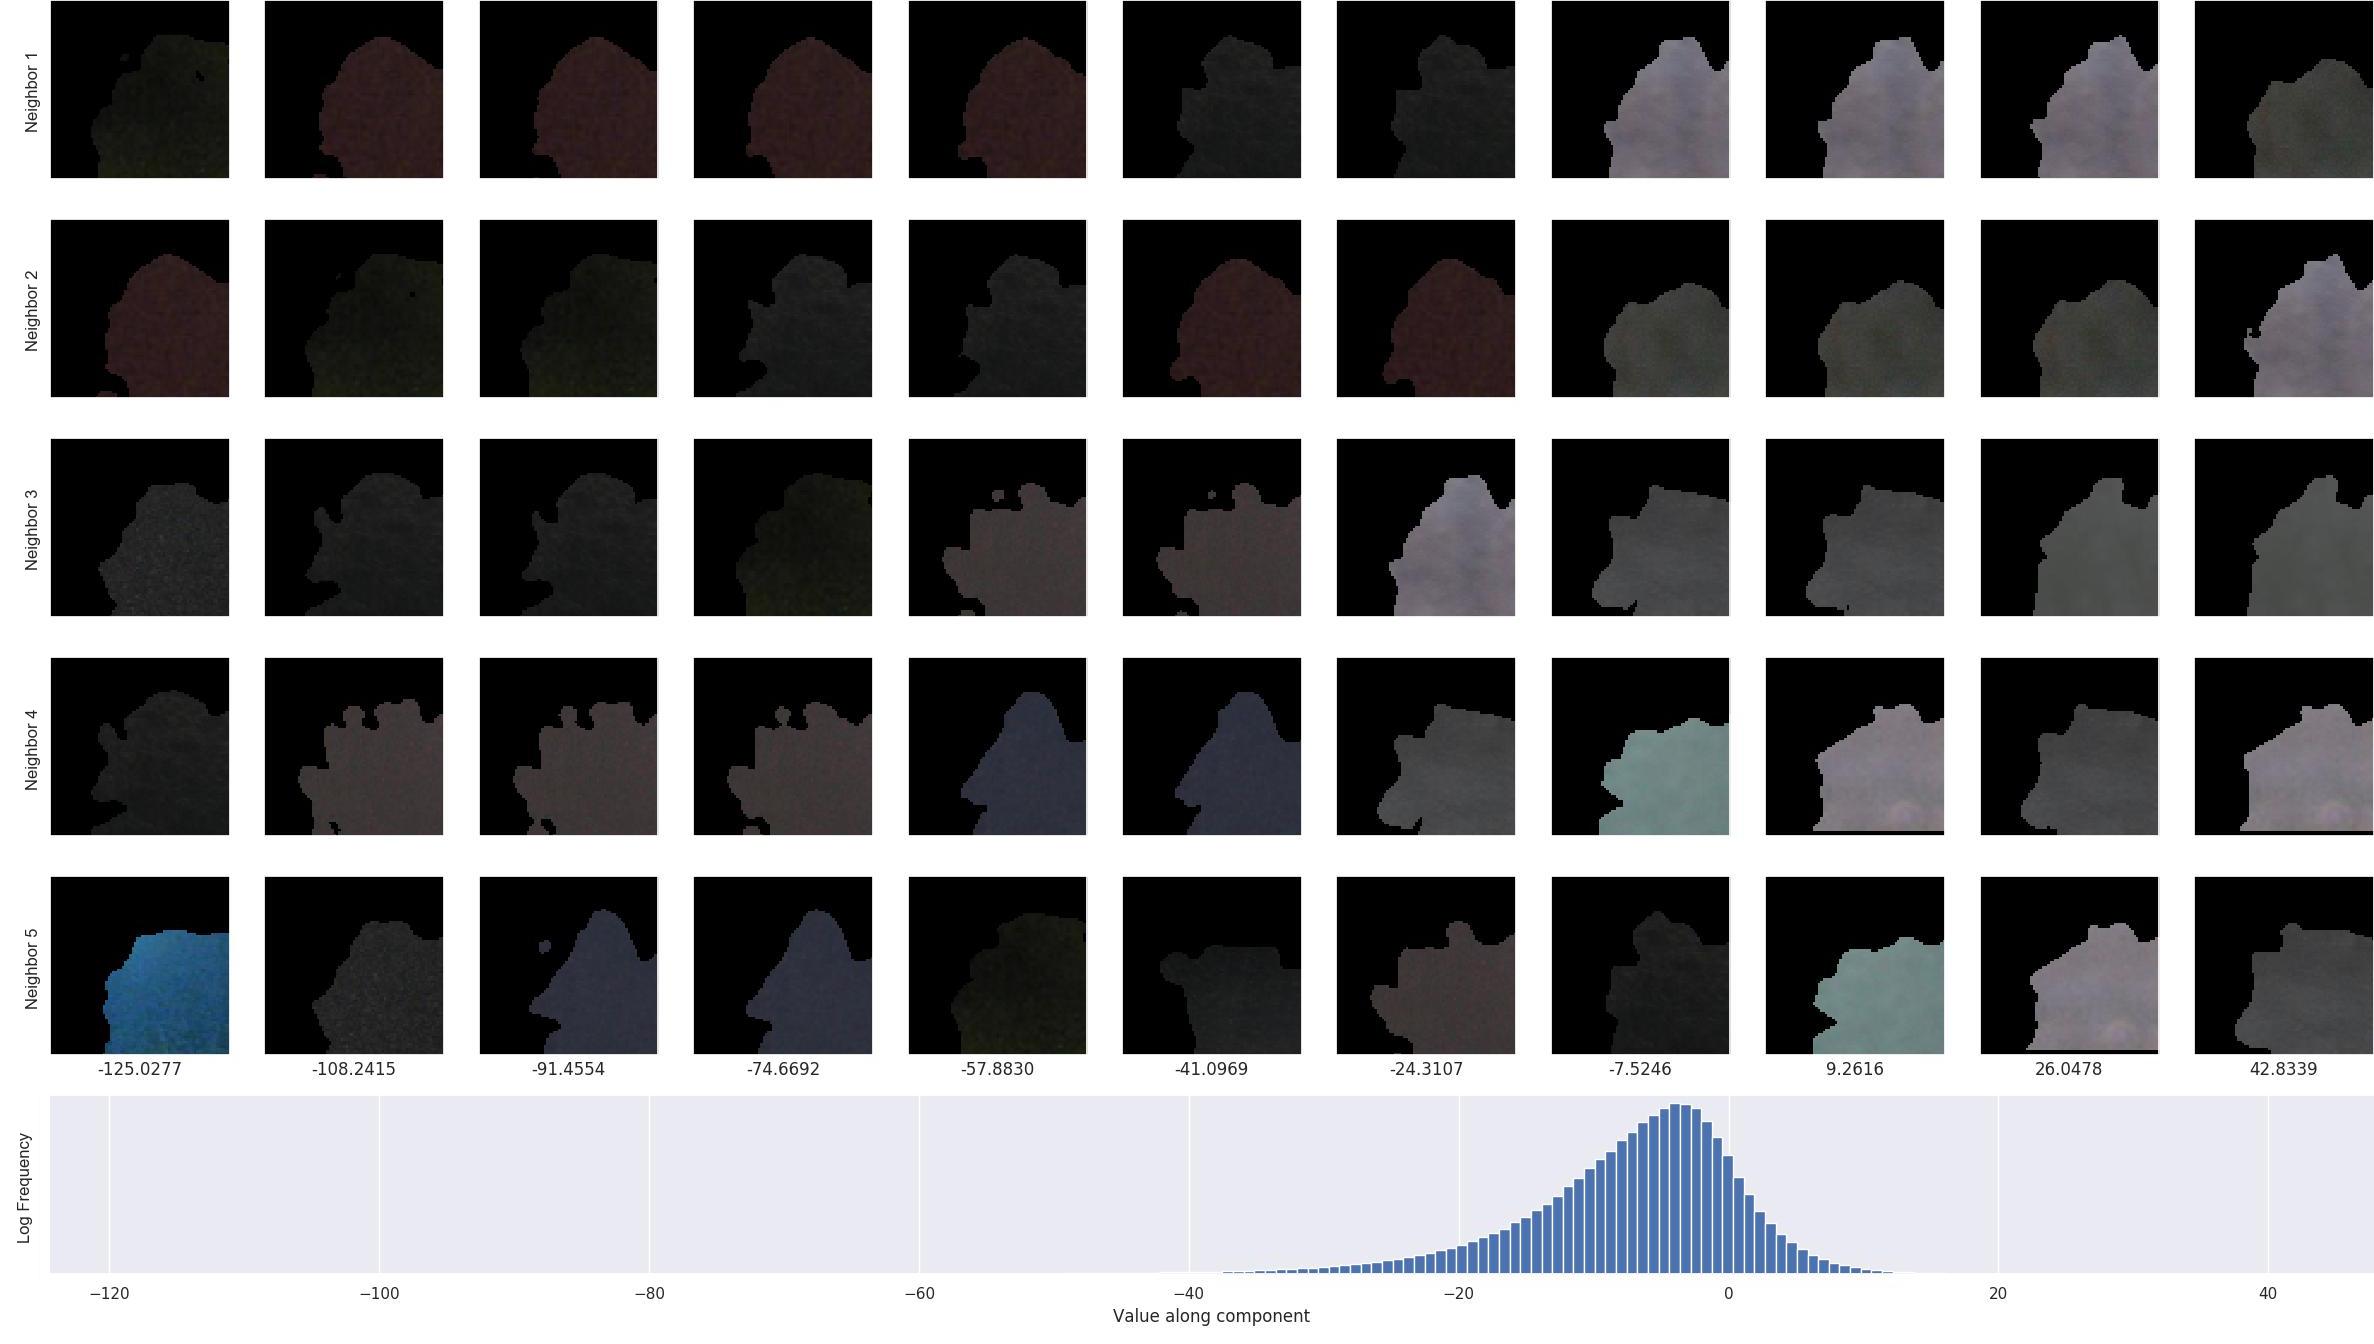 Neighbor 1
Neighbor 2
Neighbor 3
Neighbor 4
Neighbor 5
-125.0277 -108.2415 -91.4554 -74.6692 -57.8830 -41.0969 -24.3107 -7.5246 9.2616 26.0478 42.8339
Log Frequency
−120 −100 −80 −60 −40 −20 0 20 40
Value along component